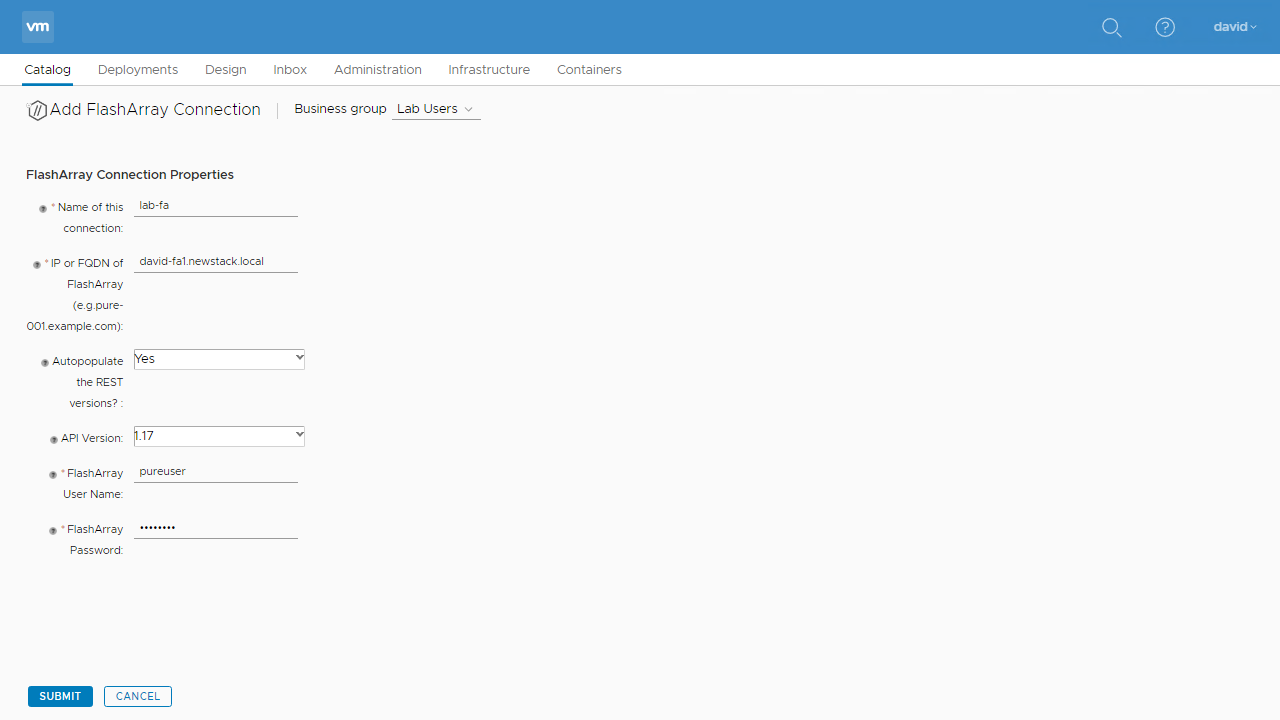 vm
david
Catalog Deployments Design Inbox Administration Infrastructure Containers
Add FlashArray Connection Business group Lab Users
FlashArray Connection Properties
* Name of this lab-fa
connection:
* IP or FQDN of david-fa1.newstack.local
FlashArray
(e.g.pure-
001.example.com):
Autopopulate Yes
the REST
versions? :
API Version: 1.17
* FlashArray pureuser
User Name:
* FlashArray ••••••••
Password:
SUBMIT CANCEL